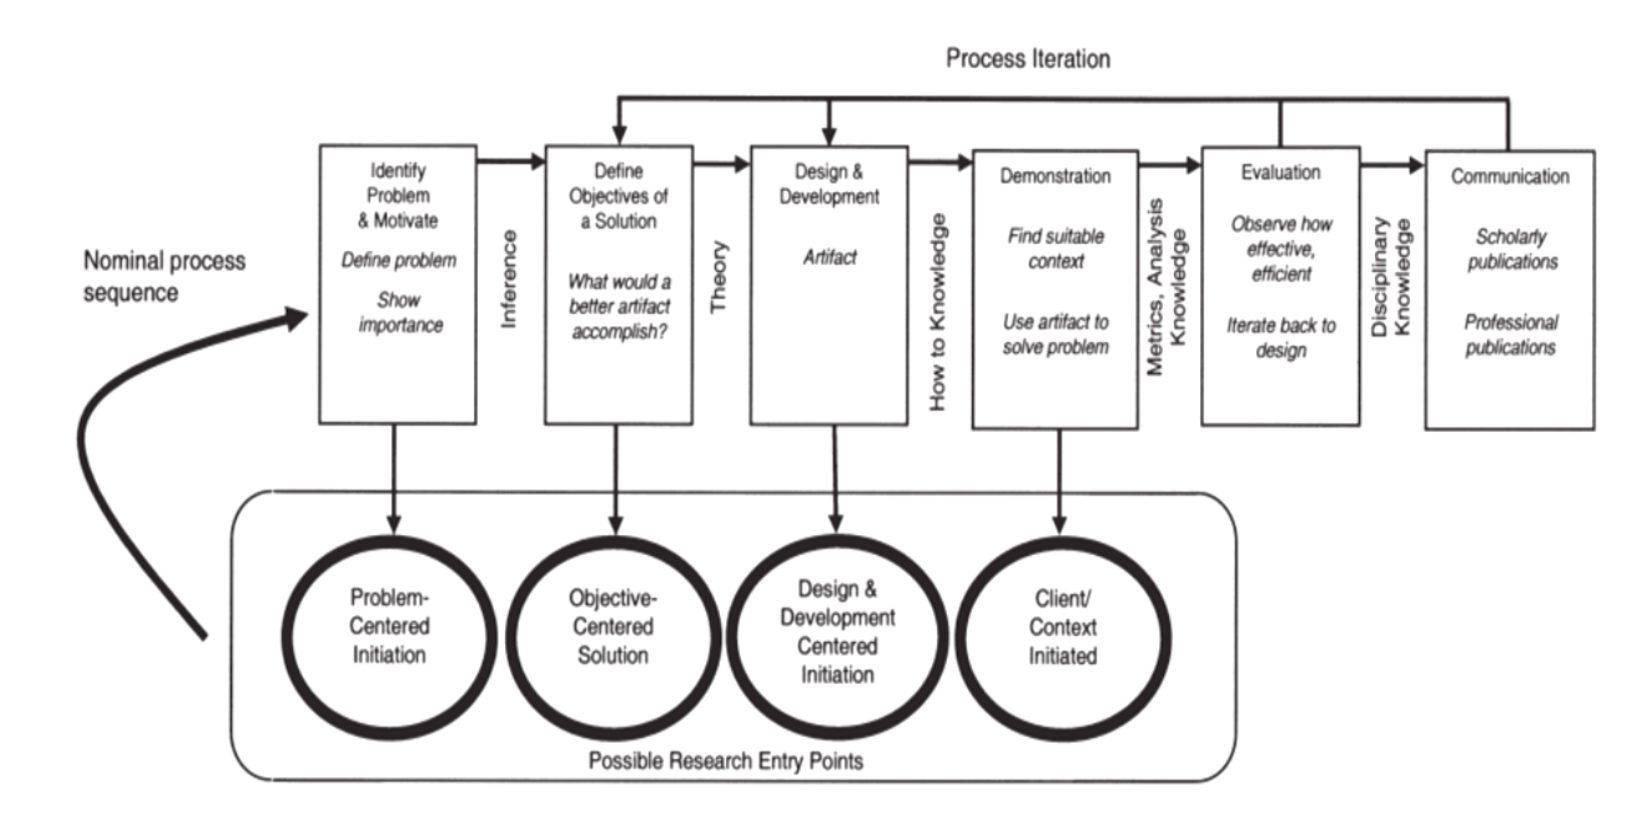 Process Iteration
Nominal process
sequence
Identify
Problem
& Motivate
Define problem
Show
importance
Inference
Define
Objectives of
a Solution
What would a
better artifact
accomplish?
Theory
Design &
Development
Artifact
How to Knowledge
Demonstration
Find suitable
context
Use artifact to
solve problem
Metrics, Analysis
Knowledge
Evaluation
Observe how
effective,
efficient
Iterate back to
design
Disciplinary
Knowledge
Communication
Scholarly
publications
Professional
publications
Problem-
Centered
Initiation
Objective-
Centered
Solution
Design &
Development
Centered
Initiation
Client/
Context
Initiated
Possible Research Entry Points